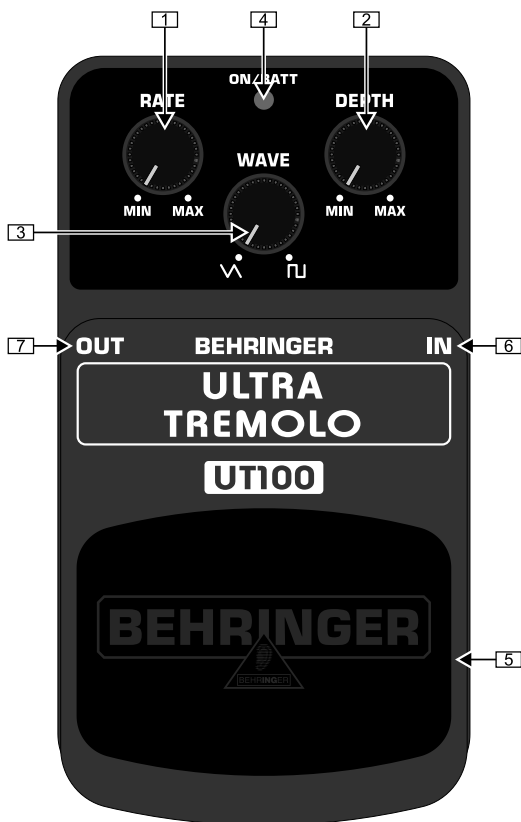 1 4 2
ON/BATT
RATE DEPTH
WAVE
MIN MAX MIN MAX
3
7 OUT BEHRINGER IN 6
ULTRA
TREMOLO
UT100
BEHRINGER
5
BEHRINGER